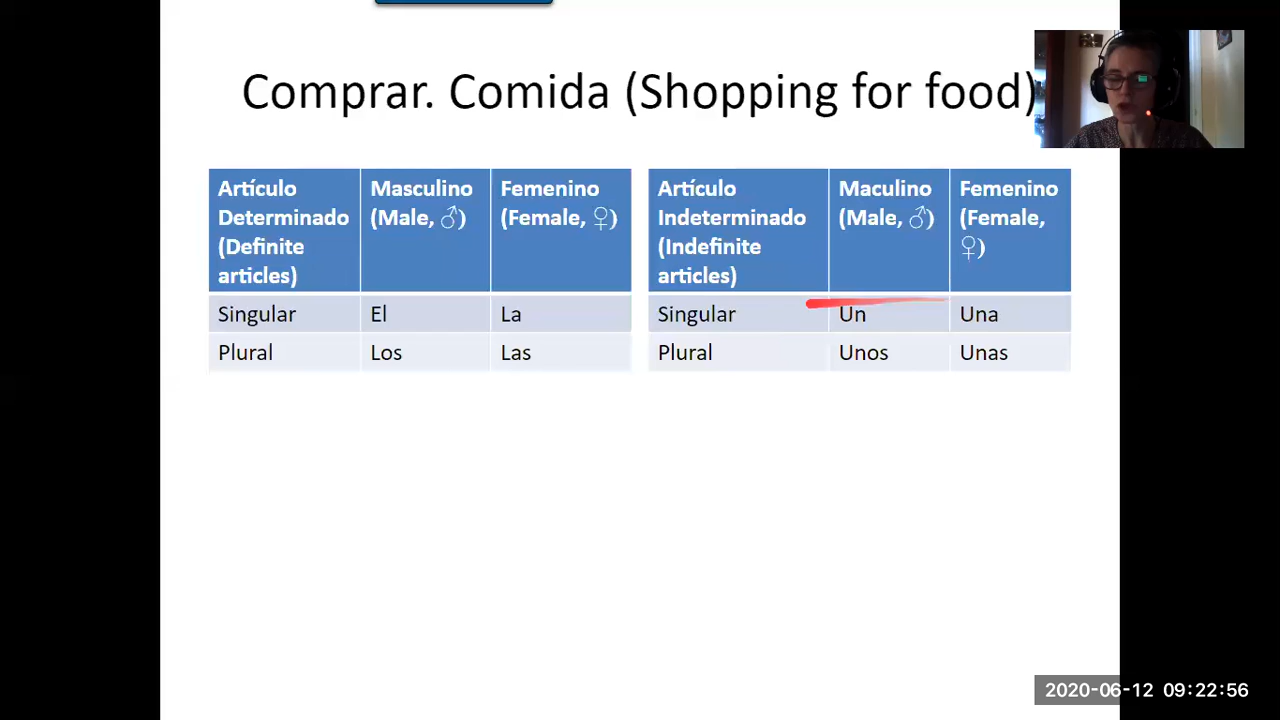 Comprar. Comida (Shopping for food)
Artículo
Determinado
(Definite
articles)
Masculino
(Male, ♂)
Femenino
(Female, ♀)
Singular
El
La
Plural
Los
Las
Artículo
Indeterminado
(Indefinite
articles)
Maculino
(Male, ♂)
Femenino
(Female,
♀)
Singular
Un
Una
Plural
Unos
Unas
2020-06-12 09:22:56